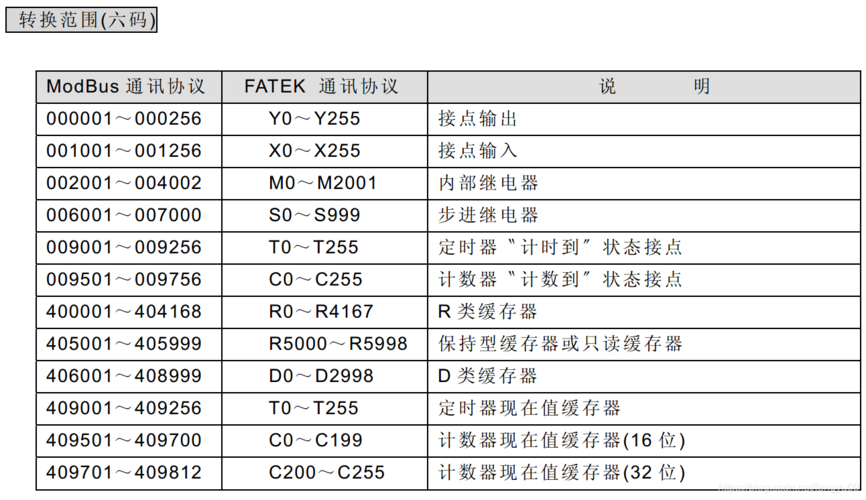 转换范围(六码)
ModBus 通讯协议 FATEK 通讯协议 说 明
000001～000256 Y0～Y255 接点输出
001001～001256 X0～X255 接点输入
002001～004002 M0～M2001 内部继电器
006001～007000 S0～S999 步进继电器
009001～009256 T0～T255 定时器〝计时到〞状态接点
009501～009756 C0～C255 计数器〝计数到〞状态接点
400001～404168 R0～R4167 R 类缓存器
405001～405999 R5000～R5998 保持型缓存器或只读缓存器
406001～408999 D0～D2998 D 类缓存器
409001～409256 T0～T255 定时器现在值缓存器
409501～409700 C0～C199 计数器现在值缓存器(16 位)
409701～409812 C200～C255 计数器现在值缓存器(32 位)